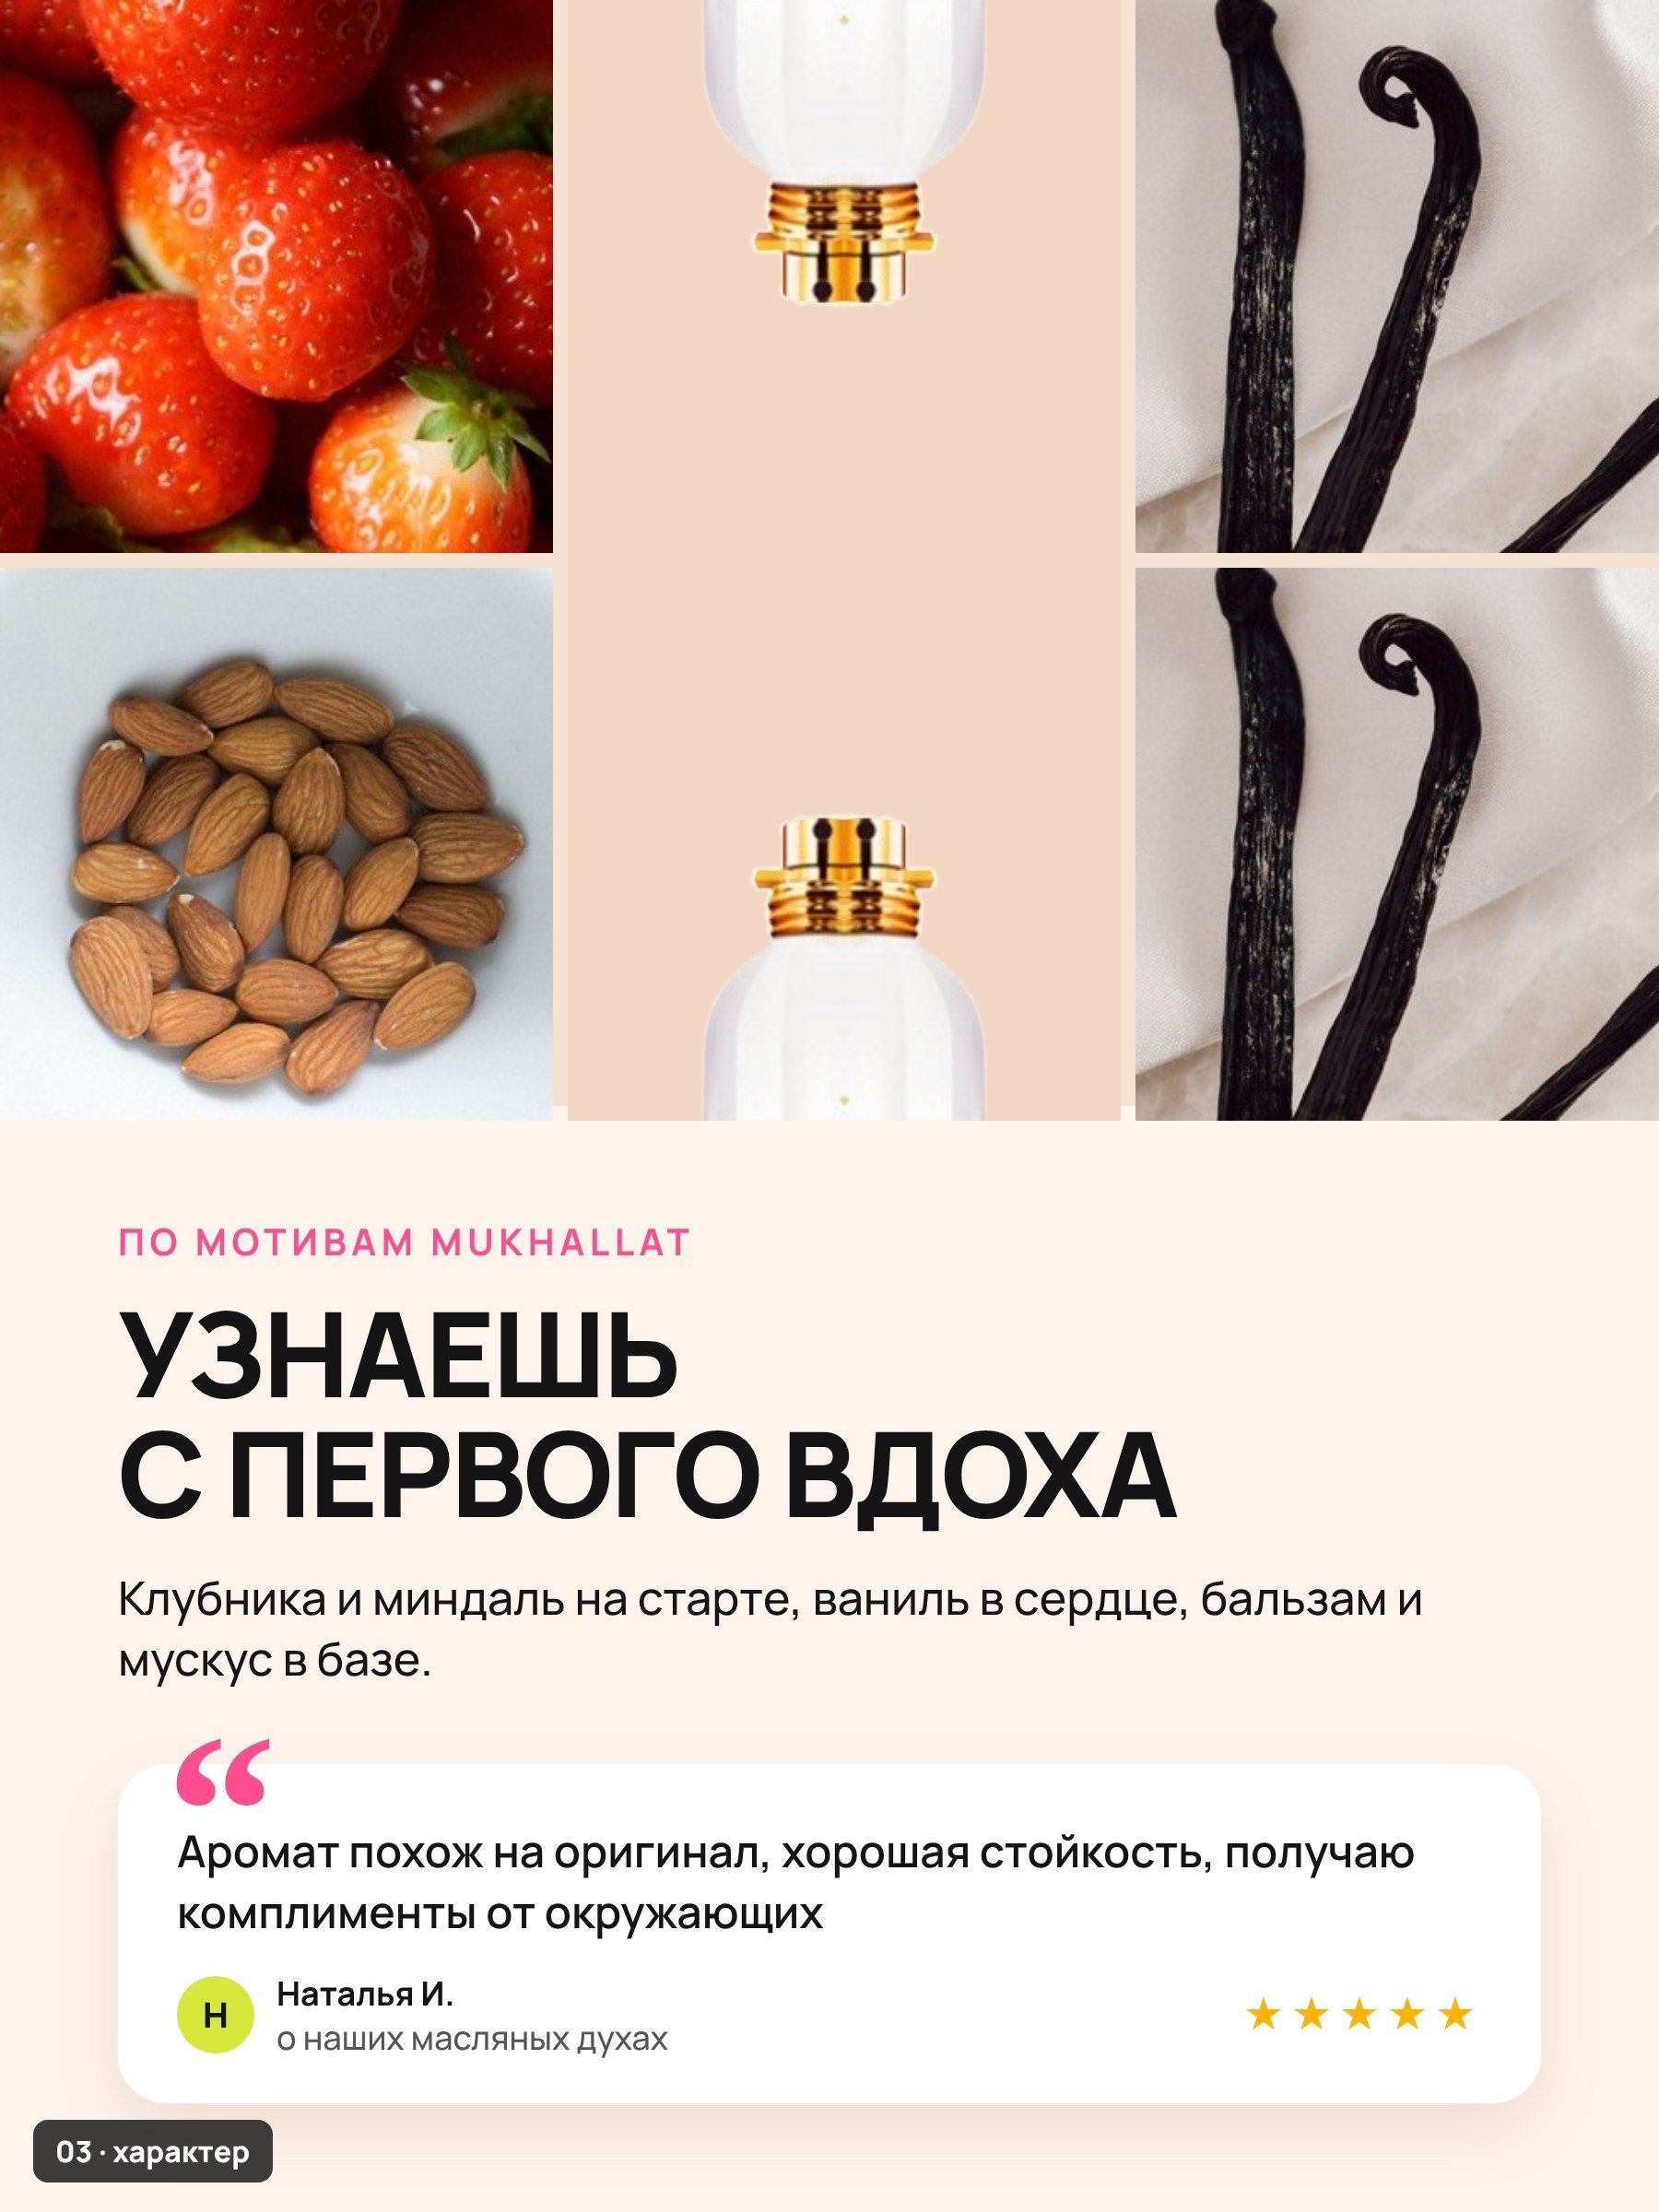 ПО МОТИВАМ MUKHALLAT
УЗНАЕШЬ
С ПЕРВОГО ВДОХА
Клубника и миндаль на старте, ваниль в сердце, бальзам и
мускус в базе.
“
Аромат похож на оригинал, хорошая стойкость, получаю
комплименты от окружающих
Н
Наталья И.
о наших масляных духах
★★★★★
03 · характер